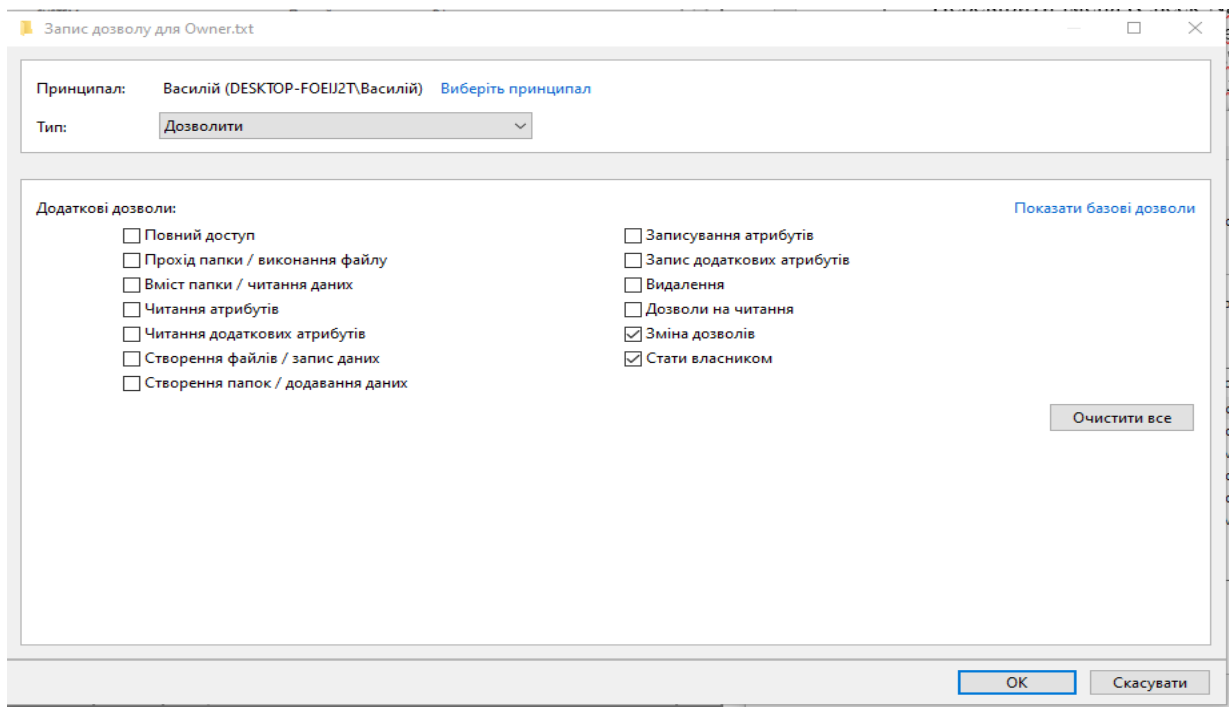 Запис дозволу для Owner.txt
Принципал: Василій (DESKTOP-FOEIJ2T\Василій) Виберіть принципал
Тип: Дозволити
Додаткові дозволи: Показати базові дозволи
Повний доступ Записування атрибутів
Прохід папки / виконання файлу Запис додаткових атрибутів
Вміст папки / читання даних Видалення
Читання атрибутів Дозволи на читання
Читання додаткових атрибутів Зміна дозволів
Створення файлів / запис даних Стати власником
Створення папок / додавання даних
Очистити все
ОК Скасувати